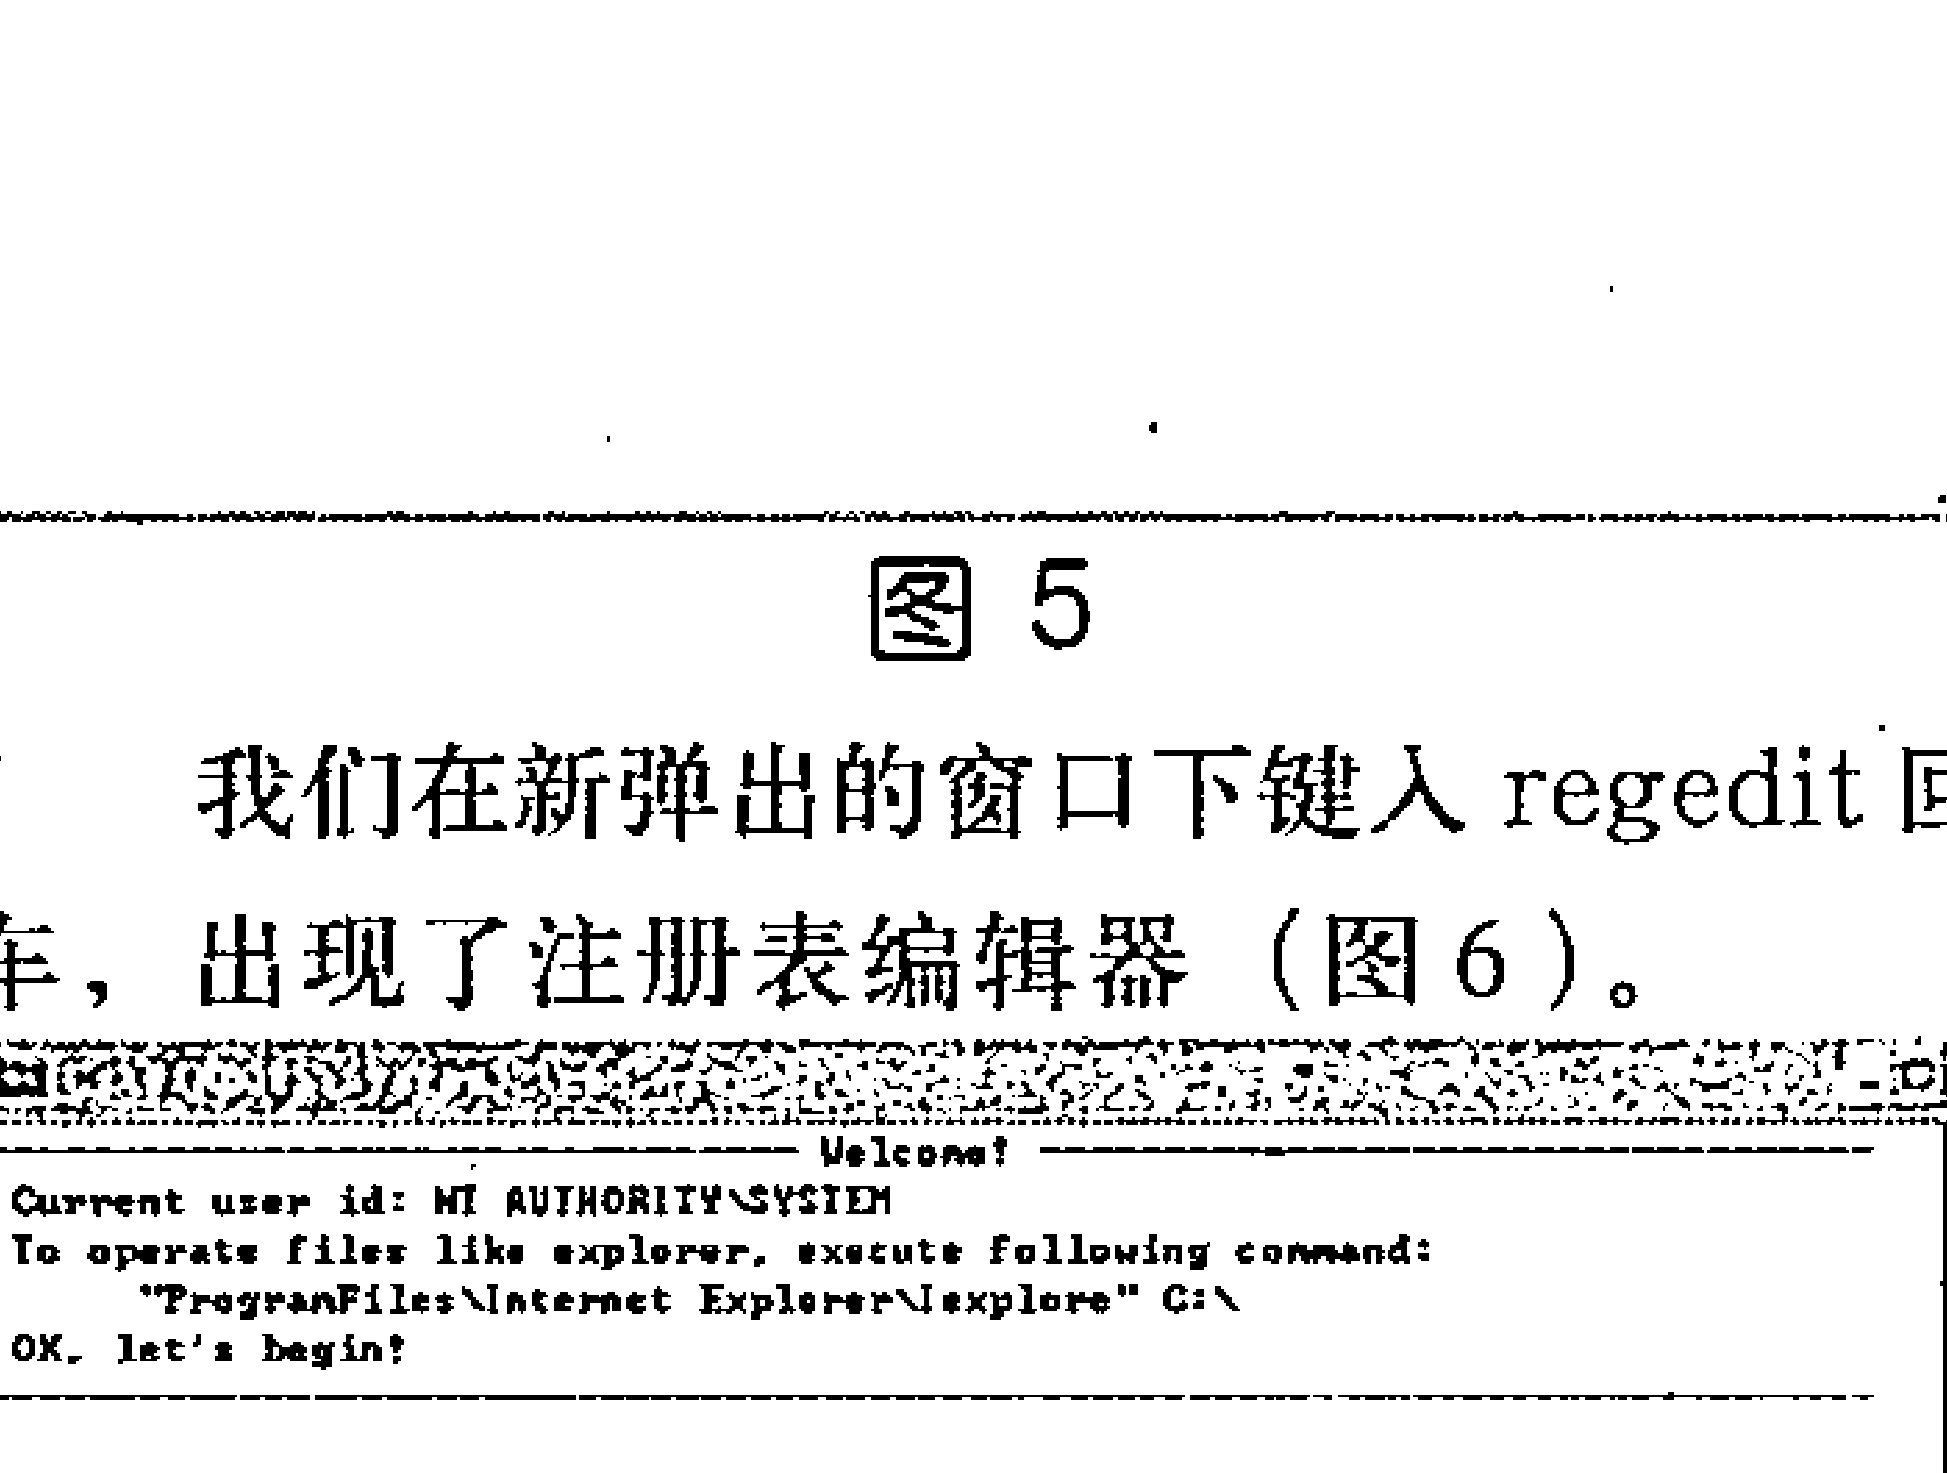 图 5
我们在新弹出的窗口下键入 regedit 回
车，出现了注册表编辑器（图 6）。
Welcome!
Current user id: NT AUTHORITY\SYSTEM
To operate files like explorer, execute following command:
"ProgramFiles\Internet Explorer\Iexplore" C:\
OK, let's begin!